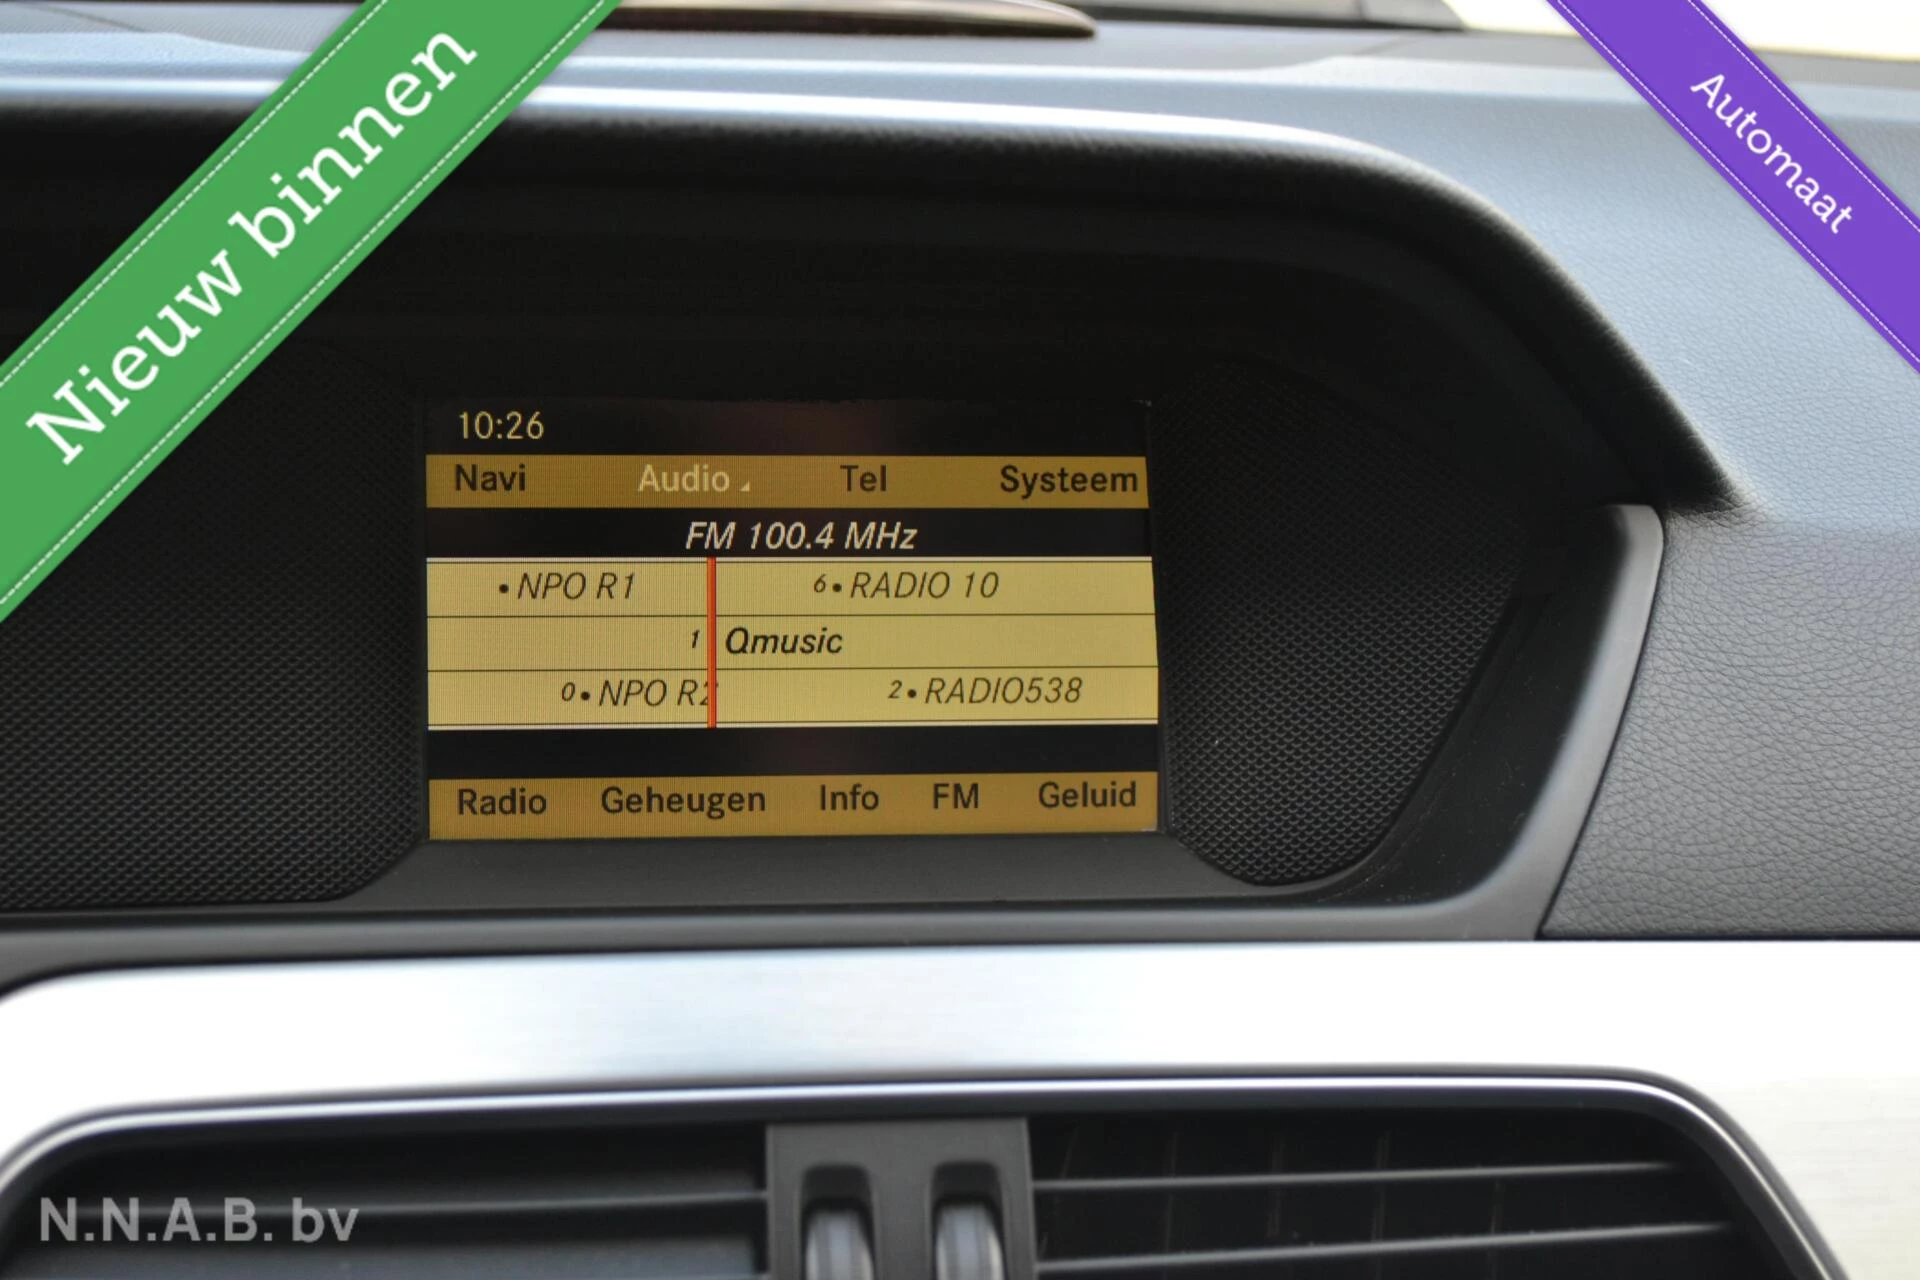 Nieuw binnen
Automaat
10:26
Navi Audio Tel Systeem
FM 100.4 MHz
•NPO R1 6•RADIO 10
1 Qmusic
0•NPO R2 2•RADIO538
Radio Geheugen Info FM Geluid
N.N.A.B. bv